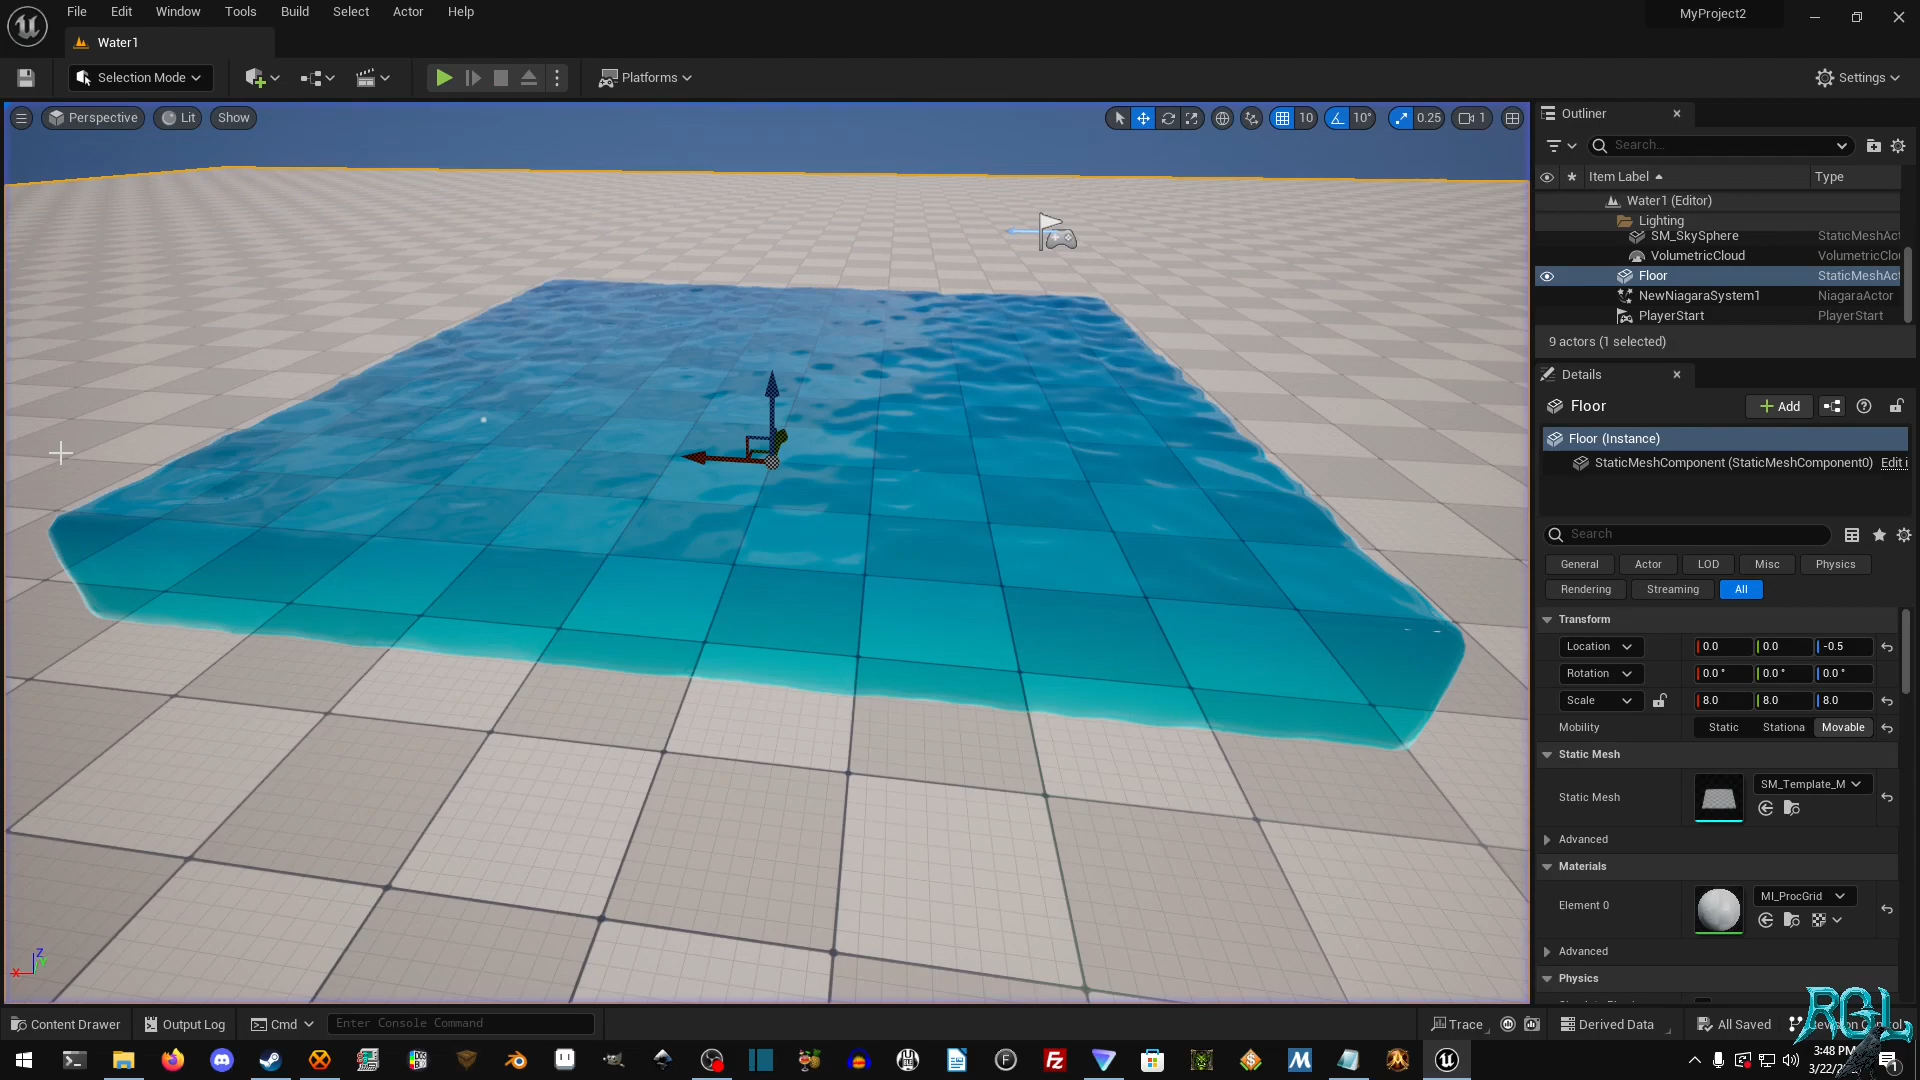 File Edit Window Tools Build Select Actor Help
MyProject2
Water1
Selection Mode
Platforms
Settings
Perspective Lit Show
10 10° 0.25 1
Outliner
Search...
Item Label Type
Water1 (Editor)
Lighting
SM_SkySphere StaticMeshAct
VolumetricCloud VolumetricClou
Floor StaticMeshAct
NewNiagaraSystem1 NiagaraActor
PlayerStart PlayerStart
9 actors (1 selected)
Details
Floor Add
Floor (Instance)
StaticMeshComponent (StaticMeshComponent0) Edit i
Search
General Actor LOD Misc Physics
Rendering Streaming All
Transform
Location 0.0 0.0 -0.5
Rotation 0.0° 0.0° 0.0°
Scale 8.0 8.0 8.0
Mobility Static Stationa Movable
Static Mesh
Static Mesh SM_Template_M
Advanced
Materials
Element 0 MI_ProcGrid
Advanced
Physics
Z
Y
X
RGL
Content Drawer Output Log Cmd Enter Console Command Trace Derived Data All Saved
3:48 PM